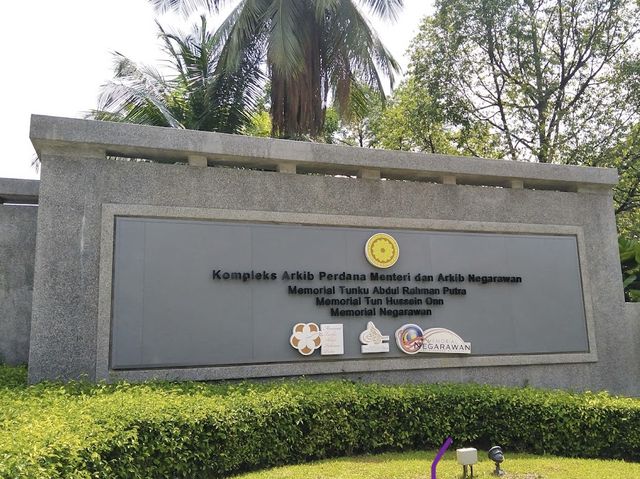 Kompleks Arkib Perdana Menteri dan Arkib Negarawan
Memorial Tunku Abdul Rahman Putra
Memorial Tun Hussein Onn
Memorial Negarawan
NEGARAWAN